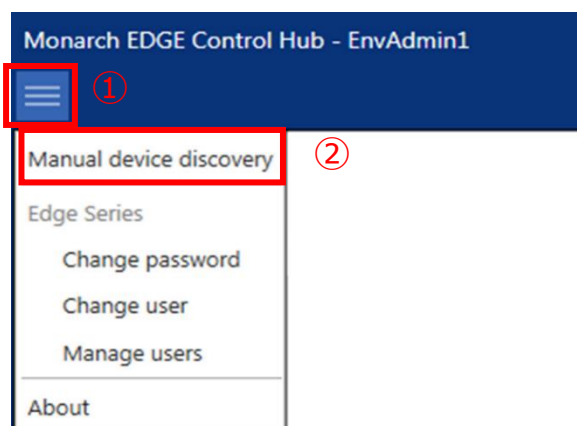 Monarch EDGE Control Hub - EnvAdmin1
①
Manual device discovery ②
Edge Series
Change password
Change user
Manage users
About